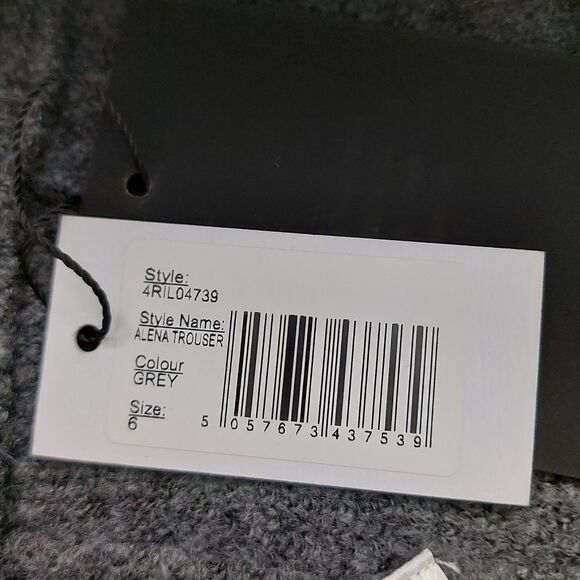 Style:
4RIL04739
Style Name:
ALENA TROUSER
Colour
GREY
Size:
6
5 057673 437539